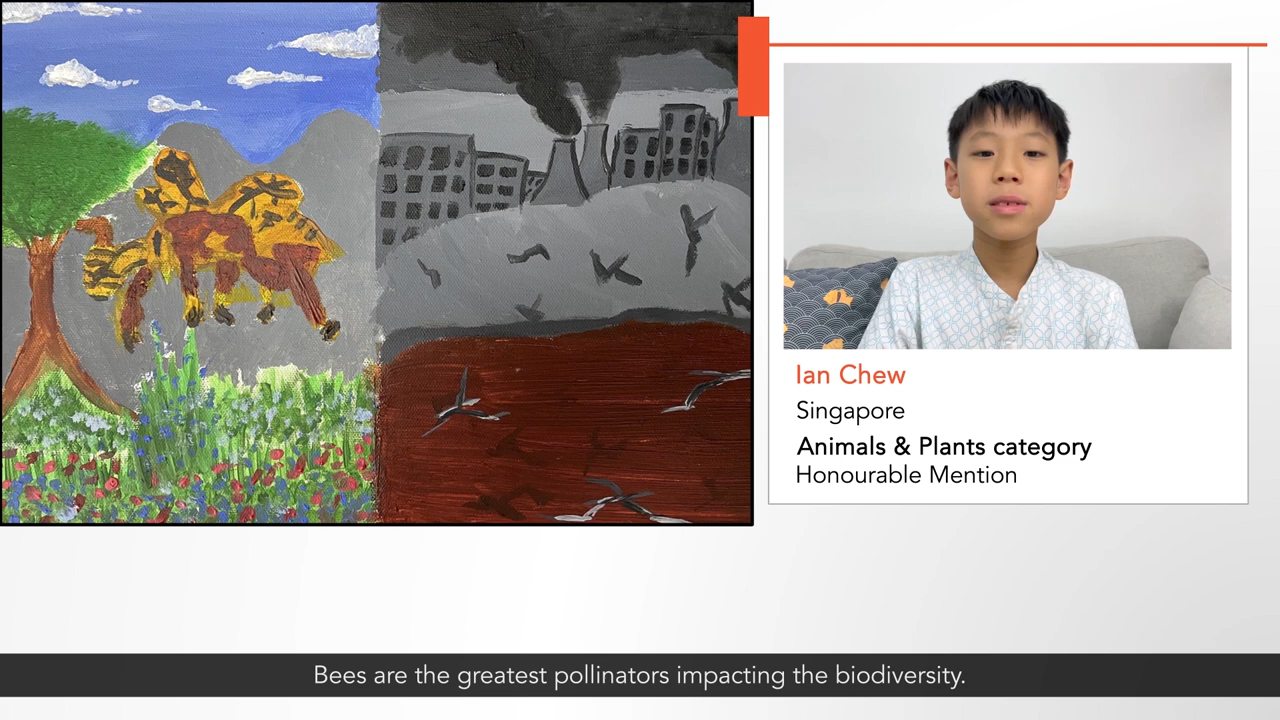 Ian Chew
Singapore
Animals & Plants category
Honourable Mention
Bees are the greatest pollinators impacting the biodiversity.